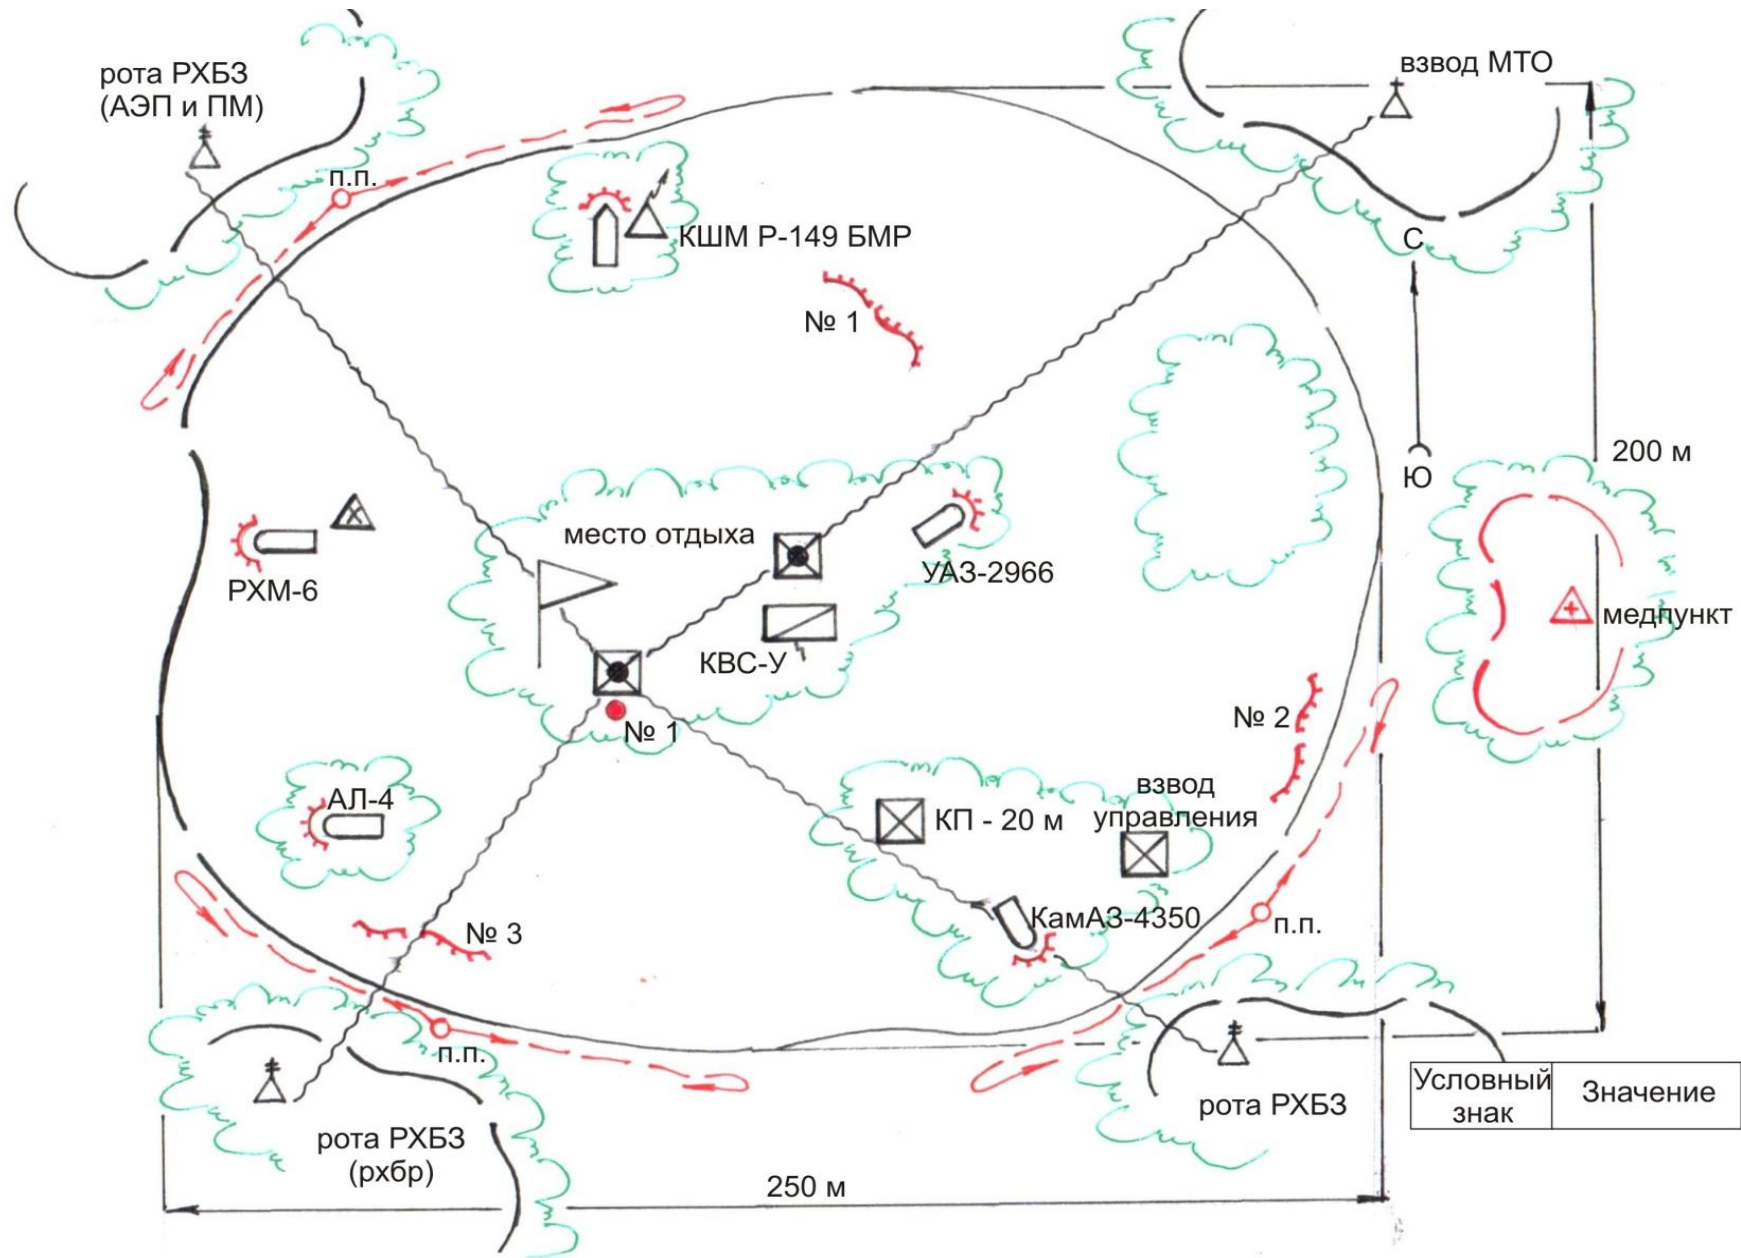 рота РХБЗ
(АЭП и ПМ)
взвод МТО
п.п.
КШМ Р-149 БМР
С
№ 1
200 м
Ю
место отдыха
УАЗ-2966
РХМ-6
медпункт
КВС-У
№ 1
№ 2
АЛ-4
взвод
управления
КП - 20 м
КамАЗ-4350
№ 3
п.п.
п.п.
Условный
знак
Значение
рота РХБЗ
рота РХБЗ
(рхбр)
250 м